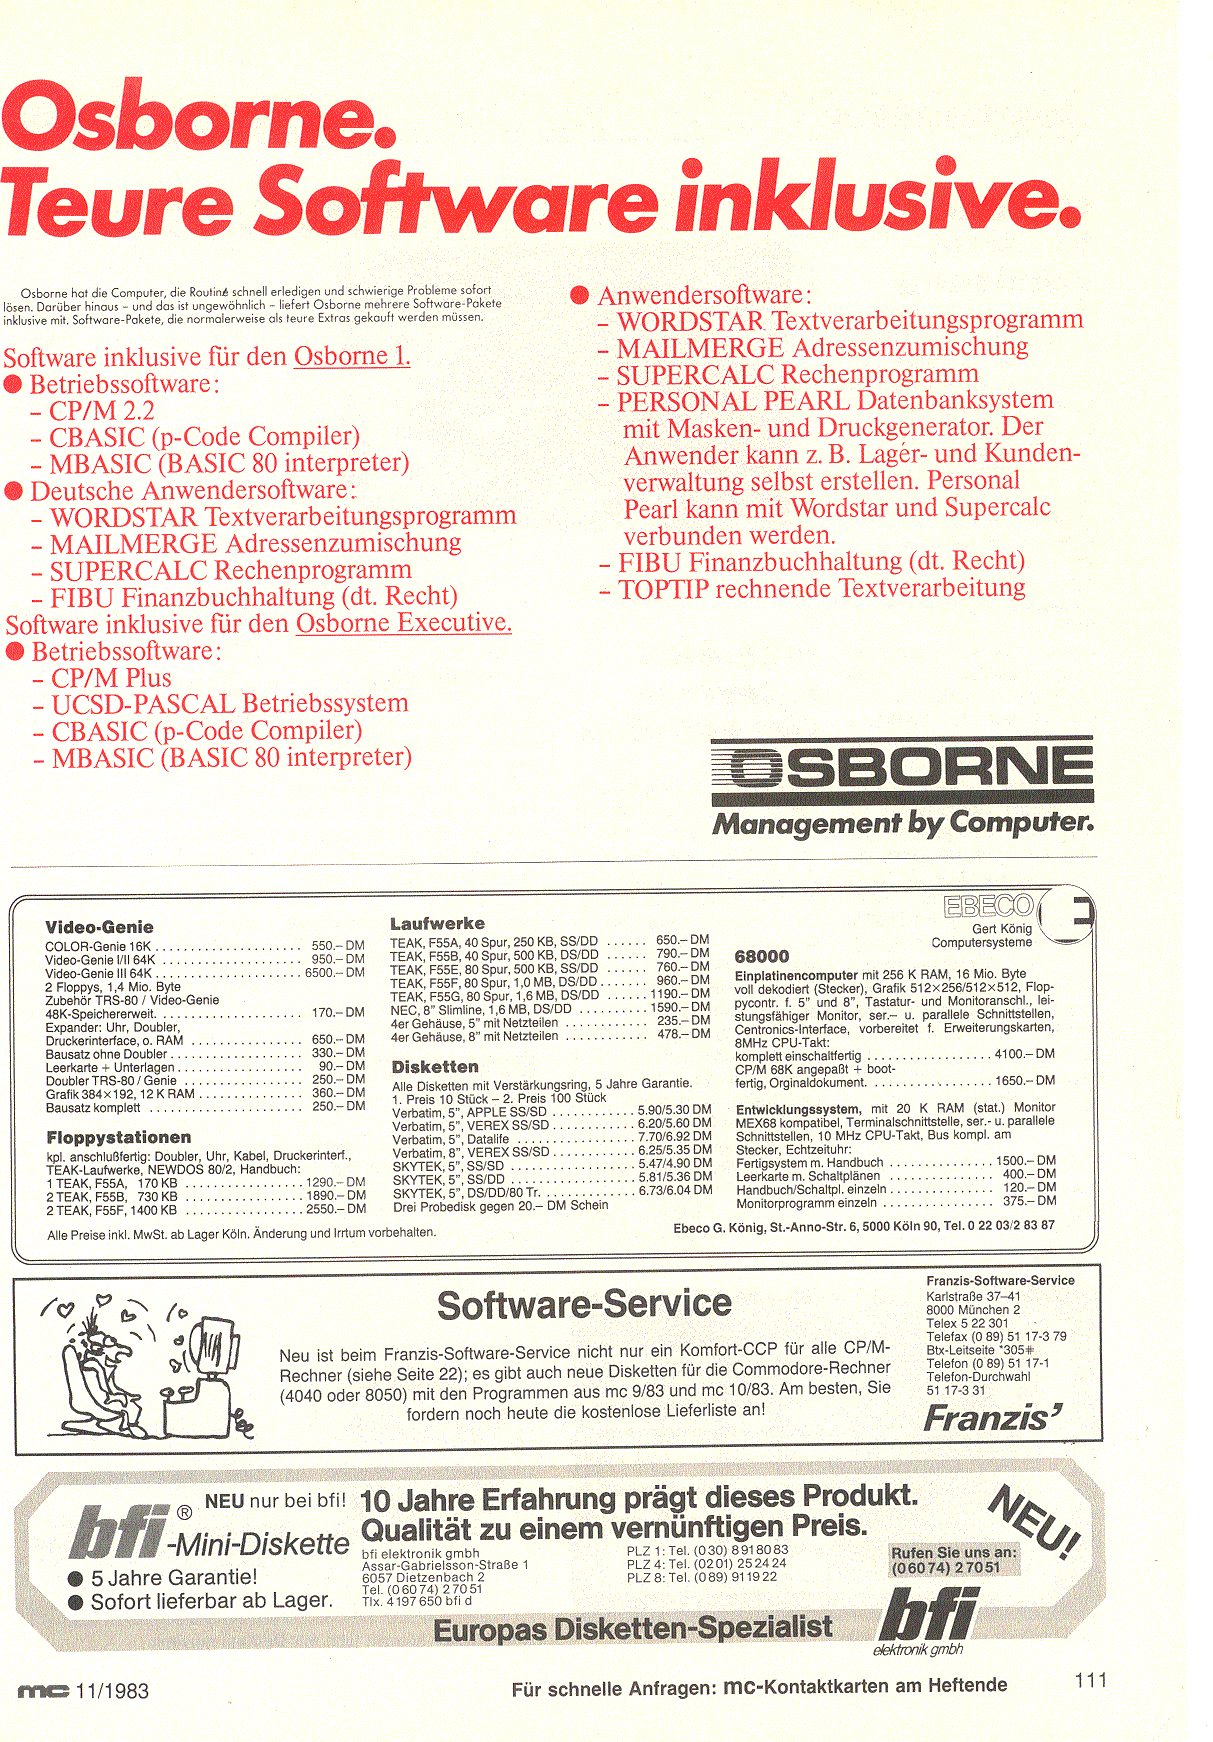 Osborne.
Teure Software inklusive.
Osborne hat die Computer, die Routine schnell erledigen und schwierige Probleme sofort
lösen. Darüber hinaus – und das ist ungewöhnlich – liefert Osborne mehrere Software-Pakete
inklusive mit. Software-Pakete, die normalerweise als teure Extras gekauft werden müssen.
Software inklusive für den Osborne 1.
● Betriebssoftware:
– CP/M 2.2
– CBASIC (p-Code Compiler)
– MBASIC (BASIC 80 interpreter)
● Deutsche Anwendersoftware:
– WORDSTAR Textverarbeitungsprogramm
– MAILMERGE Adressenzumischung
– SUPERCALC Rechenprogramm
– FIBU Finanzbuchhaltung (dt. Recht)
Software inklusive für den Osborne Executive.
● Betriebssoftware:
– CP/M Plus
– UCSD-PASCAL Betriebssystem
– CBASIC (p-Code Compiler)
– MBASIC (BASIC 80 interpreter)
● Anwendersoftware:
– WORDSTAR Textverarbeitungsprogramm
– MAILMERGE Adressenzumischung
– SUPERCALC Rechenprogramm
– PERSONAL PEARL Datenbanksystem
mit Masken- und Druckgenerator. Der
Anwender kann z. B. Lager- und Kunden-
verwaltung selbst erstellen. Personal
Pearl kann mit Wordstar und Supercalc
verbunden werden.
– FIBU Finanzbuchhaltung (dt. Recht)
– TOPTIP rechnende Textverarbeitung
OSBORNE
Management by Computer.
Video-Genie
COLOR-Genie 16K ..................... 550.– DM
Video-Genie I/II 64K .................... 950.– DM
Video-Genie III 64K ..................... 6500.– DM
2 Floppys, 1,4 Mio. Byte
Zubehör TRS-80 / Video-Genie
48K-Speichererweit. ..................... 170.– DM
Expander: Uhr, Doubler,
Druckerinterface, o. RAM ................ 650.– DM
Bausatz ohne Doubler ................... 330.– DM
Leerkarte + Unterlagen .................. 90.– DM
Doubler TRS-80 / Genie ................. 250.– DM
Grafik 384×192, 12 K RAM ............... 360.– DM
Bausatz komplett ...................... 250.– DM
Floppystationen
kpl. anschlußfertig: Doubler, Uhr, Kabel, Druckerinterf.,
TEAK-Laufwerke, NEWDOS 80/2, Handbuch:
1 TEAK, F55A, 170 KB ................. 1290.– DM
2 TEAK, F55B, 730 KB ................. 1890.– DM
2 TEAK, F55F, 1400 KB ................. 2550.– DM
Alle Preise inkl. MwSt. ab Lager Köln. Änderung und Irrtum vorbehalten.
Laufwerke
TEAK, F55A, 40 Spur, 250 KB, SS/DD ...... 650.– DM
TEAK, F55B, 40 Spur, 500 KB, DS/DD ...... 790.– DM
TEAK, F55E, 80 Spur, 500 KB, SS/DD ...... 760.– DM
TEAK, F55F, 80 Spur, 1,0 MB, DS/DD ....... 960.– DM
TEAK, F55G, 80 Spur, 1,6 MB, DS/DD ...... 1190.– DM
NEC, 8" Slimline, 1,6 MB, DS/DD .......... 1590.– DM
4er Gehäuse, 5" mit Netzteilen ............ 235.– DM
4er Gehäuse, 8" mit Netzteilen ............ 478.– DM
Disketten
Alle Disketten mit Verstärkungsring, 5 Jahre Garantie.
1. Preis 10 Stück – 2. Preis 100 Stück
Verbatim, 5", APPLE SS/SD ............ 5.90/5.30 DM
Verbatim, 5", VEREX SS/SD ............ 6.20/5.60 DM
Verbatim, 5", Datalife ................. 7.70/6.92 DM
Verbatim, 8", VEREX SS/SD ............ 6.25/5.35 DM
SKYTEK, 5", SS/SD .................. 5.47/4.90 DM
SKYTEK, 5", SS/DD .................. 5.81/5.36 DM
SKYTEK, 5", DS/DD/80 Tr. ............. 6.73/6.04 DM
Drei Probedisk gegen 20.– DM Schein
EBECO
Gert König
Computersysteme
68000
Einplatinencomputer mit 256 K RAM, 16 Mio. Byte
voll dekodiert (Stecker), Grafik 512×256/512×512, Flop-
pycontr. f. 5" und 8", Tastatur- und Monitoranschl., lei-
stungsfähiger Monitor, ser.– u. parallele Schnittstellen,
Centronics-Interface, vorbereitet f. Erweiterungskarten,
8MHz CPU-Takt:
komplett einschaltfertig .................. 4100.– DM
CP/M 68K angepaßt + boot-
fertig, Orginaldokument. ................. 1650.– DM
Entwicklungssystem, mit 20 K RAM (stat.) Monitor
MEX68 kompatibel, Terminalschnittstelle, ser.- u. parallele
Schnittstellen, 10 MHz CPU-Takt, Bus kompl. am
Stecker, Echtzeituhr:
Fertigsystem m. Handbuch ............... 1500.– DM
Leerkarte m. Schaltplänen ............... 400.– DM
Handbuch/Schaltpl. einzeln ............... 120.– DM
Monitorprogramm einzeln ................ 375.– DM
Ebeco G. König, St.-Anno-Str. 6, 5000 Köln 90, Tel. 0 22 03/2 83 87
Software-Service
Neu ist beim Franzis-Software-Service nicht nur ein Komfort-CCP für alle CP/M-
Rechner (siehe Seite 22); es gibt auch neue Disketten für die Commodore-Rechner
(4040 oder 8050) mit den Programmen aus mc 9/83 und mc 10/83. Am besten, Sie
fordern noch heute die kostenlose Lieferliste an!
Franzis-Software-Service
Karlstraße 37–41
8000 München 2
Telex 5 22 301
Telefax (0 89) 51 17-3 79
Btx-Leitseite *305#
Telefon (0 89) 51 17-1
Telefon-Durchwahl
51 17-3 31
Franzis'
bfi® -Mini-Diskette
NEU nur bei bfi!
● 5 Jahre Garantie!
● Sofort lieferbar ab Lager.
10 Jahre Erfahrung prägt dieses Produkt.
Qualität zu einem vernünftigen Preis.
bfi elektronik gmbh
Assar-Gabrielsson-Straße 1
6057 Dietzenbach 2
Tel. (0 60 74) 2 70 51
Tlx. 4 197 650 bfi d
PLZ 1: Tel. (0 30) 8 91 80 83
PLZ 4: Tel. (02 01) 25 24 24
PLZ 8: Tel. (0 89) 91 19 22
NEU!
Rufen Sie uns an:
(0 60 74) 2 70 51
bfi
elektronik gmbh
Europas Disketten-Spezialist
mc 11/1983
Für schnelle Anfragen: mc-Kontaktkarten am Heftende
111